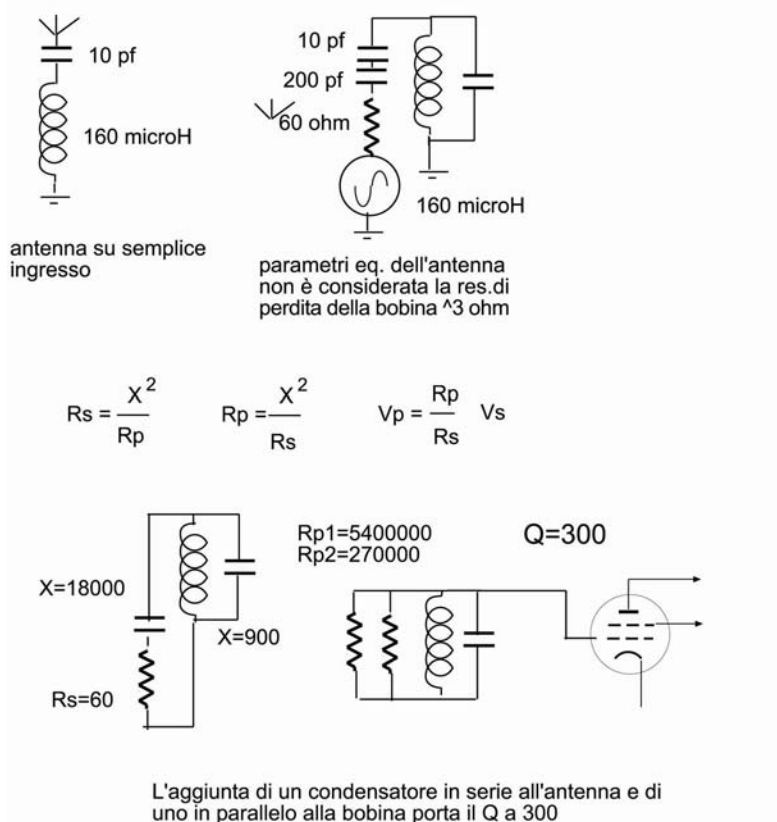 10 pf
160 microH
antenna su semplice
ingresso
10 pf
200 pf
60 ohm
160 microH
parametri eq. dell'antenna
non è considerata la res.di
perdita della bobina ^3 ohm
Rs = X² / Rp
Rp = X² / Rs
Vp = Rp / Rs Vs
X=18000
Rs=60
X=900
Rp1=5400000
Rp2=270000
Q=300
L'aggiunta di un condensatore in serie all'antenna e di
uno in parallelo alla bobina porta il Q a 300